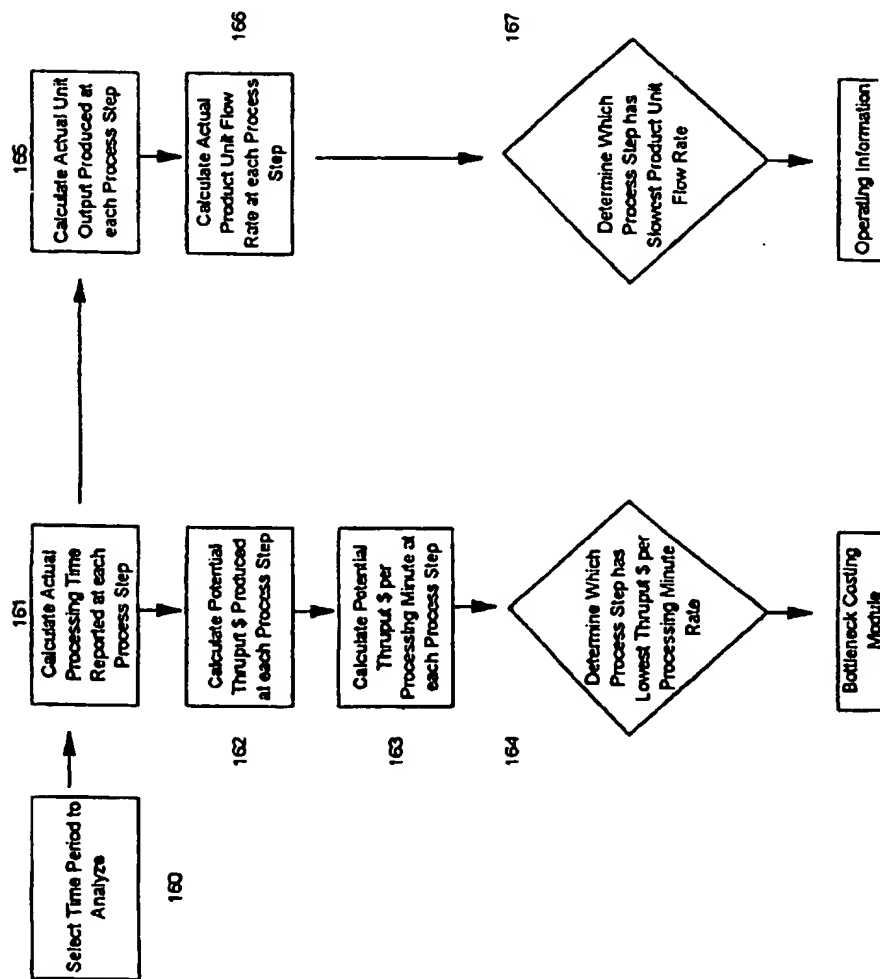 160
Select Time Period to
Analyze
161
Calculate Actual
Processing Time
Reported at each
Process Step
162
Calculate Potential
Thruput $ Produced
at each Process Step
163
Calculate Potential
Thruput $ per
Processing Minute at
each Process Step
164
Determine Which
Process Step has
Lowest Thruput $ per
Processing Minute
Rate
Bottleneck Costing
Module
165
Calculate Actual Unit
Output Produced at
each Process Step
166
Calculate Actual
Product Unit Flow
Rate at each Process
Step
167
Determine Which
Process Step has
Slowest Product Unit
Flow Rate
Operating Information